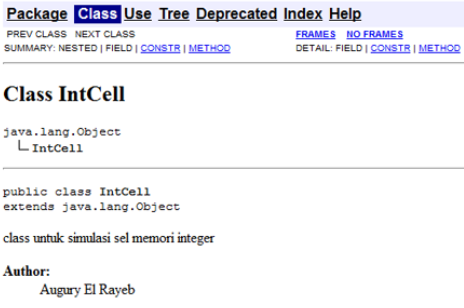 Package Class Use Tree Deprecated Index Help
PREV CLASS NEXT CLASS FRAMES NO FRAMES
SUMMARY: NESTED | FIELD | CONSTR | METHOD DETAIL: FIELD | CONSTR | METHOD
Class IntCell
java.lang.Object
IntCell
public class IntCell
extends java.lang.Object
class untuk simulasi sel memori integer
Author:
Augury El Rayeb